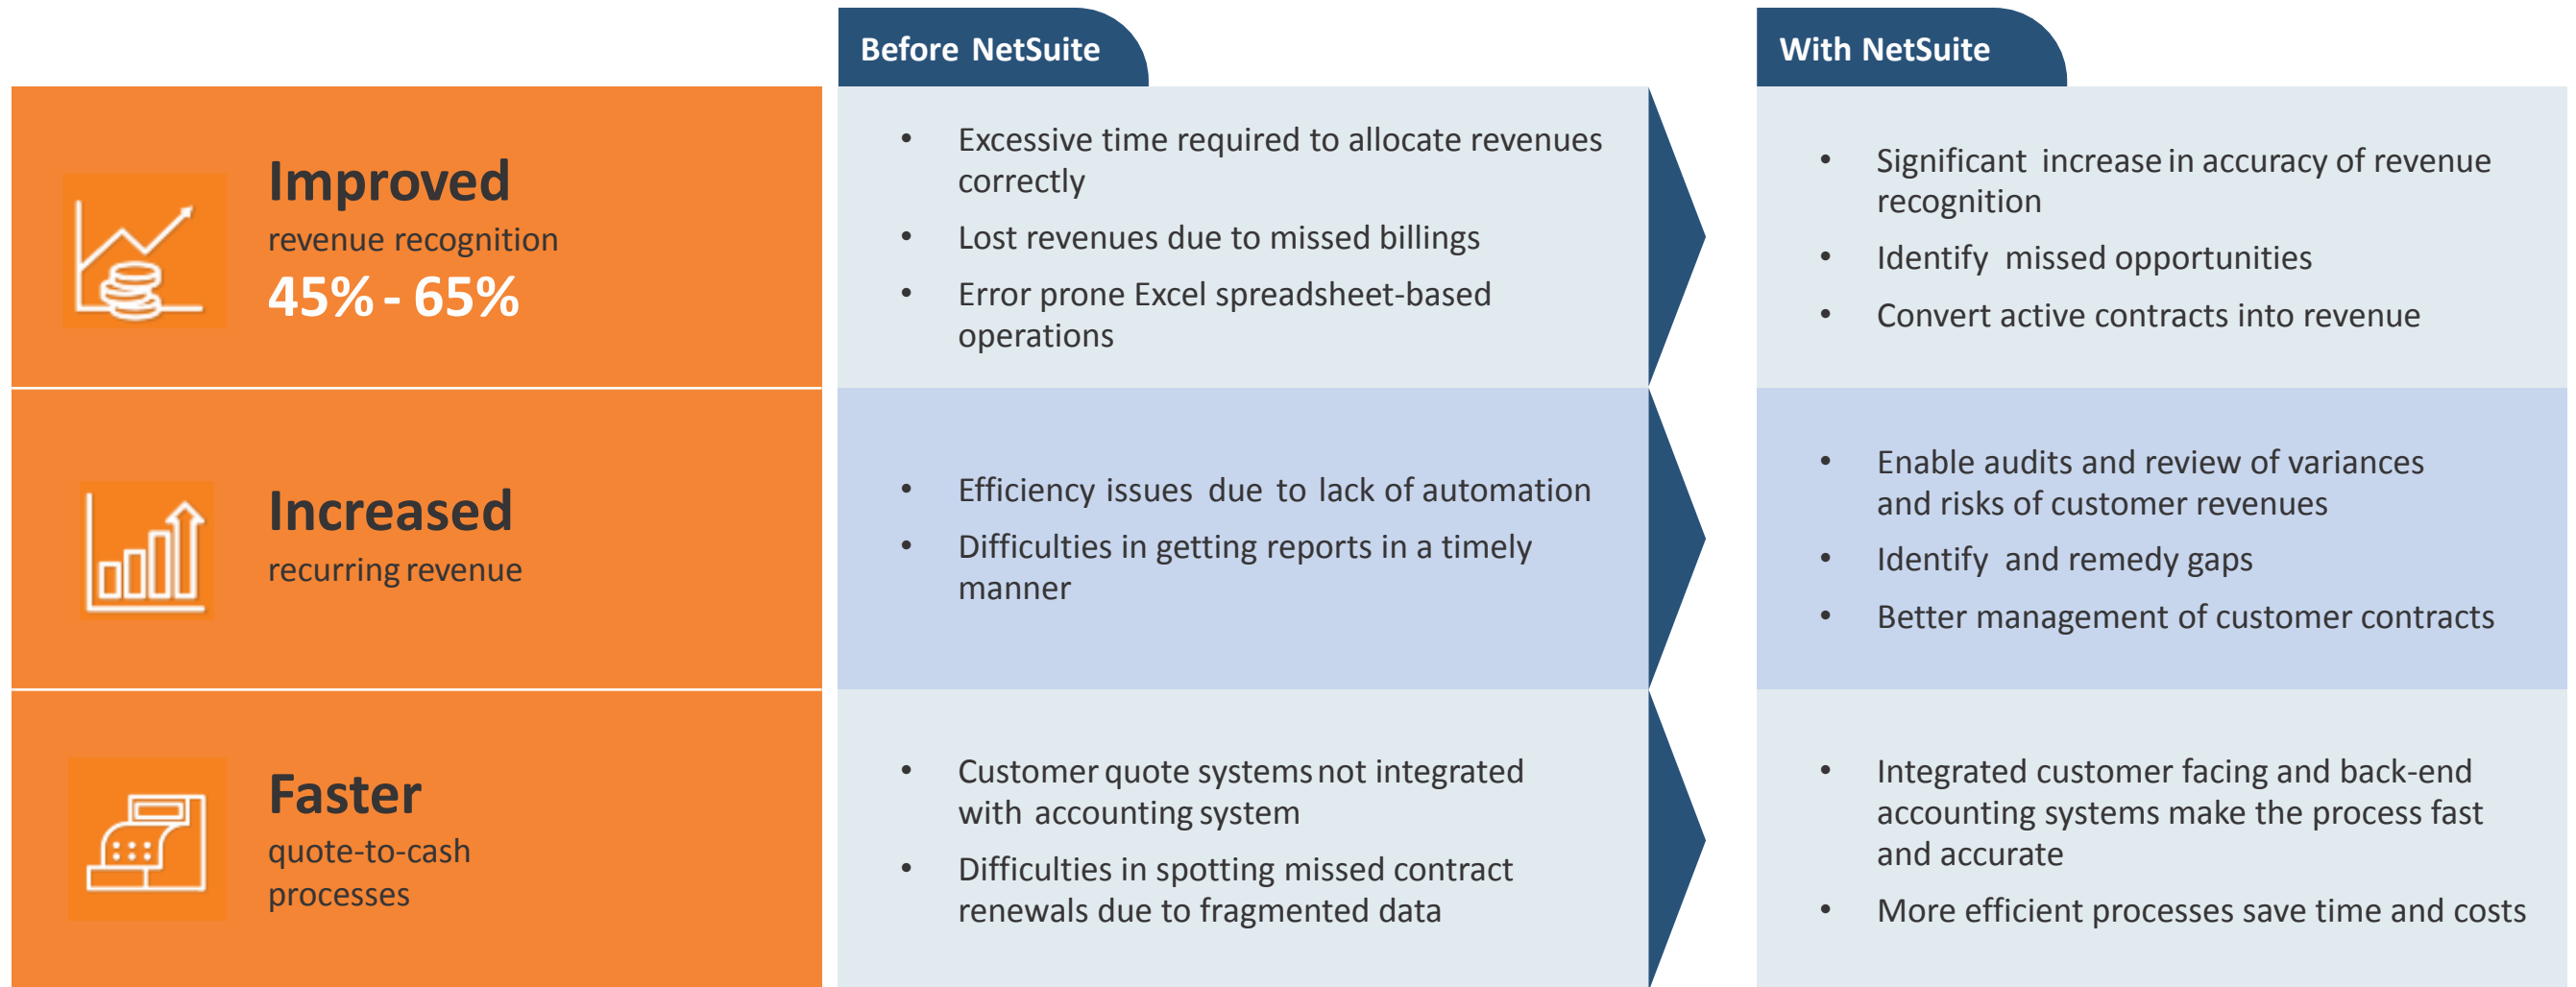 Before NetSuite
With NetSuite
Improved
revenue recognition
45% - 65%
• Excessive time required to allocate revenues
correctly
• Lost revenues due to missed billings
• Error prone Excel spreadsheet-based
operations
• Significant increase in accuracy of revenue
recognition
• Identify missed opportunities
• Convert active contracts into revenue
Increased
recurring revenue
• Efficiency issues due to lack of automation
• Difficulties in getting reports in a timely
manner
• Enable audits and review of variances
and risks of customer revenues
• Identify and remedy gaps
• Better management of customer contracts
Faster
quote-to-cash
processes
• Customer quote systems not integrated
with accounting system
• Difficulties in spotting missed contract
renewals due to fragmented data
• Integrated customer facing and back-end
accounting systems make the process fast
and accurate
• More efficient processes save time and costs